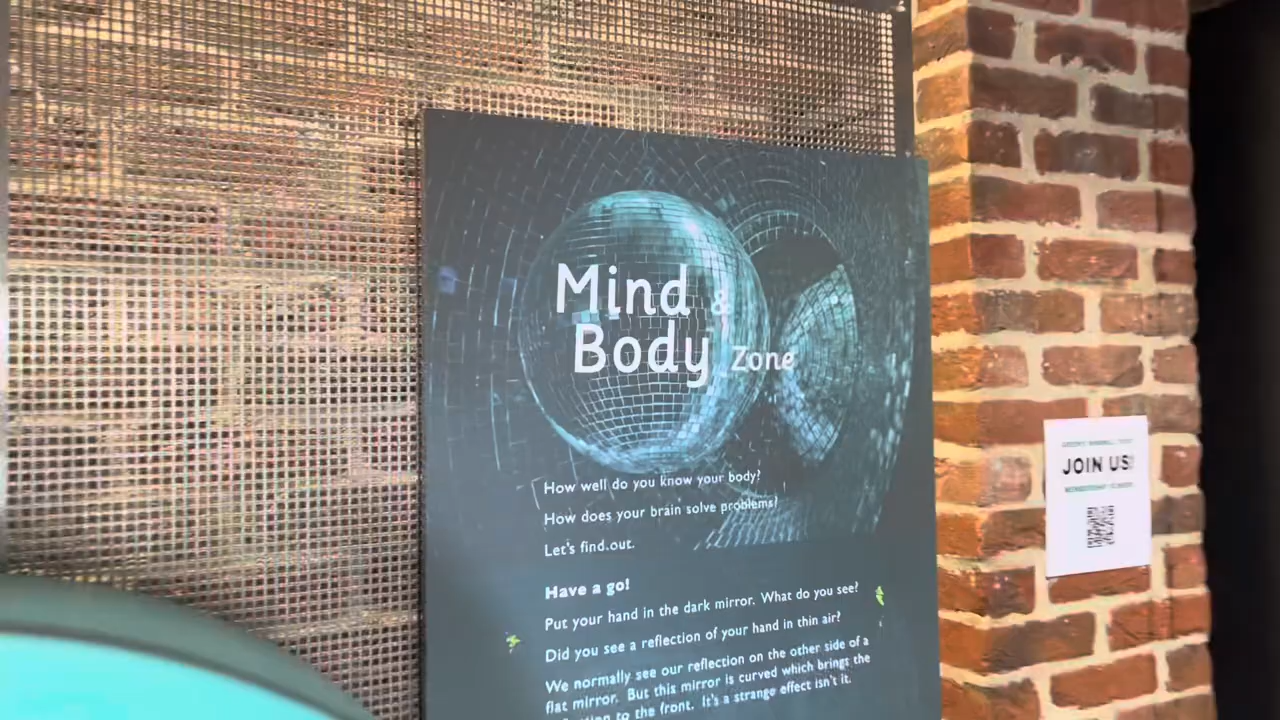 Mind &
Body Zone
How well do you know your body?
How does your brain solve problems?
Let's find out.
Have a go!
Put your hand in the dark mirror. What do you see?
Did you see a reflection of your hand in thin air?
We normally see our reflection on the other side of a
flat mirror. But this mirror is curved which brings the
to the front. It's a strange effect isn't it.
JOIN US!